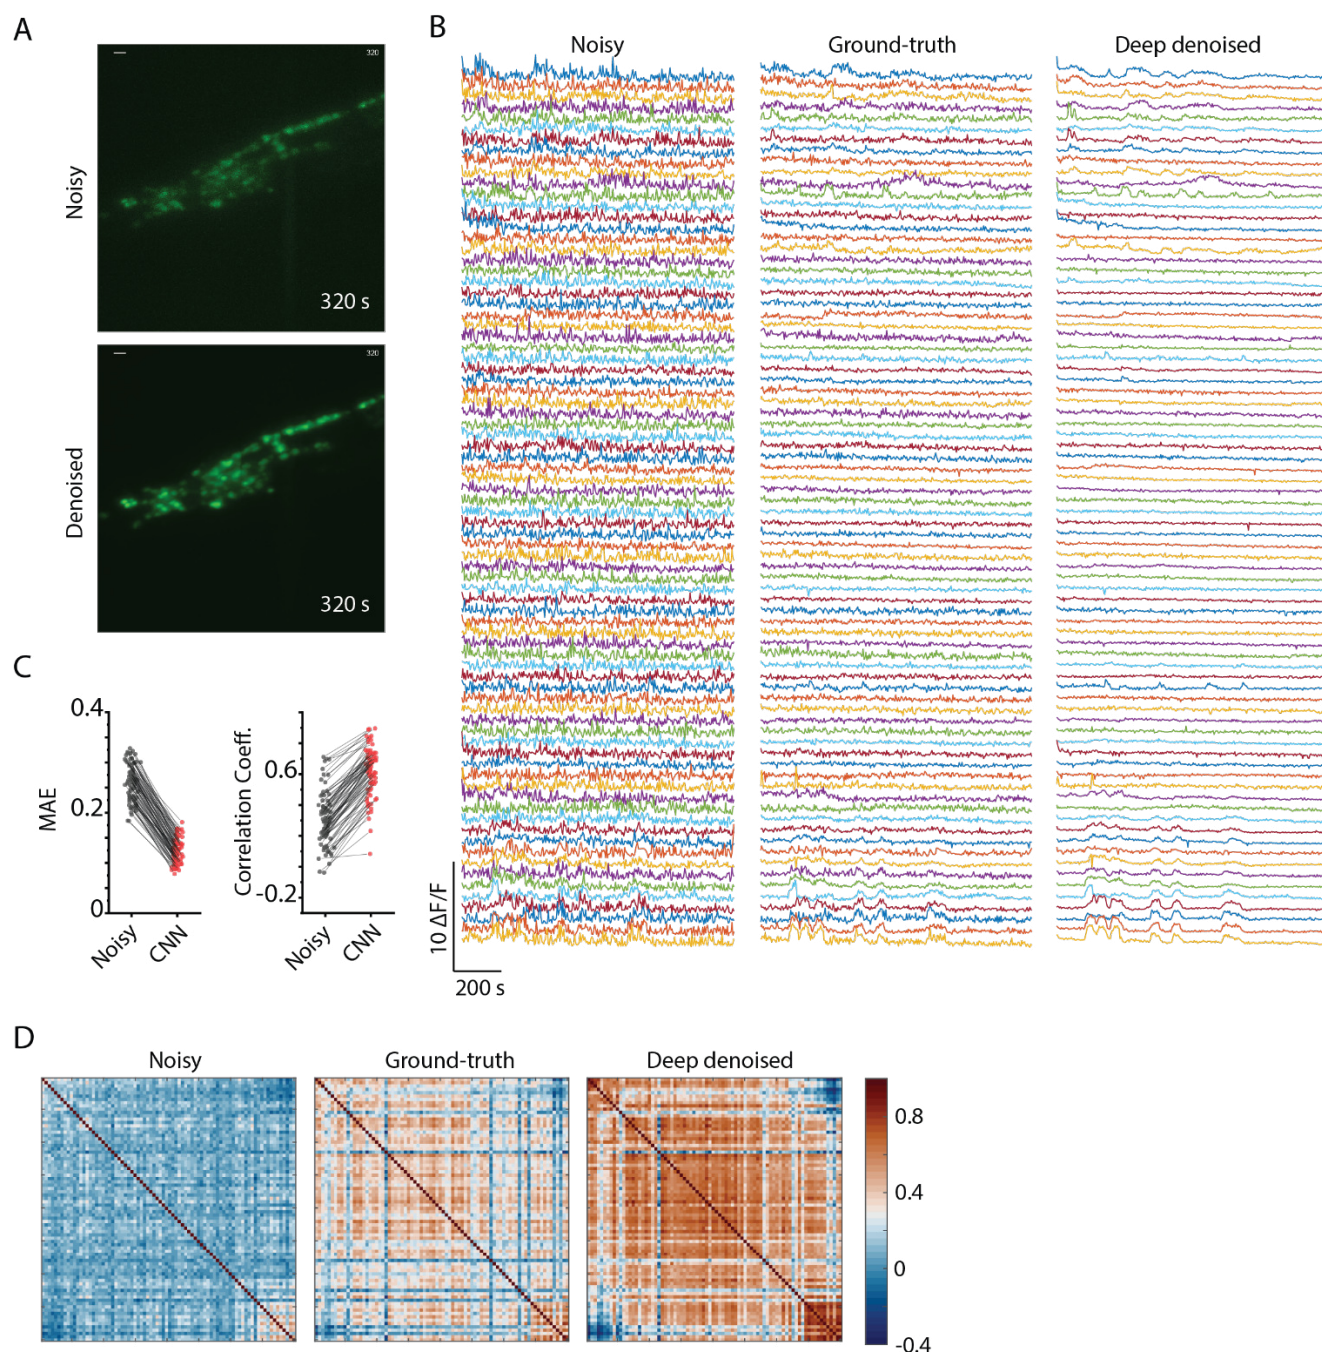 A
Noisy
320
320 s
Denoised
320
320 s
B
Noisy
Ground-truth
Deep denoised
10 ΔF/F
200 s
C
MAE
0.4
0.2
0
Noisy
CNN
Correlation Coeff.
0.6
-0.2
Noisy
CNN
D
Noisy
Ground-truth
Deep denoised
0.8
0.4
0
-0.4